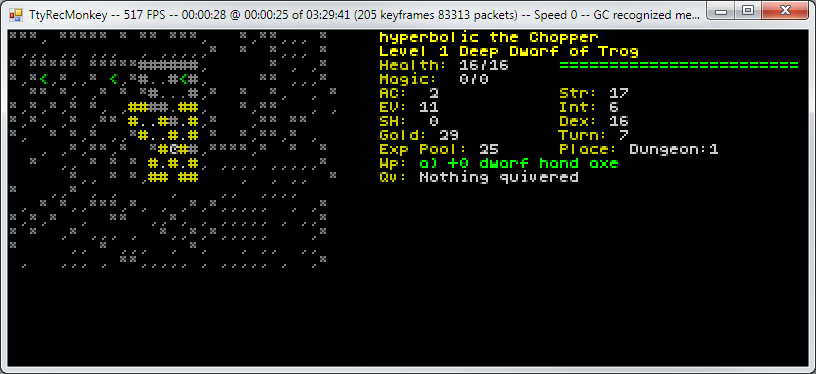 TtyRecMonkey -- 517 FPS -- 00:00:28 @ 00:00:25 of 03:29:41 (205 keyframes 83313 packets) -- Speed 0 -- GC recognized me...
hyperbolic the Chopper
Level 1 Deep Dwarf of Trog
Health: 16/16 ========================
Magic: 0/0
AC: 2 Str: 17
EV: 11 Int: 6
SH: 0 Dex: 16
Gold: 29 Turn: 7
Exp Pool: 25 Place: Dungeon:1
Wp: a) +0 dwarf hand axe
Qv: Nothing quivered